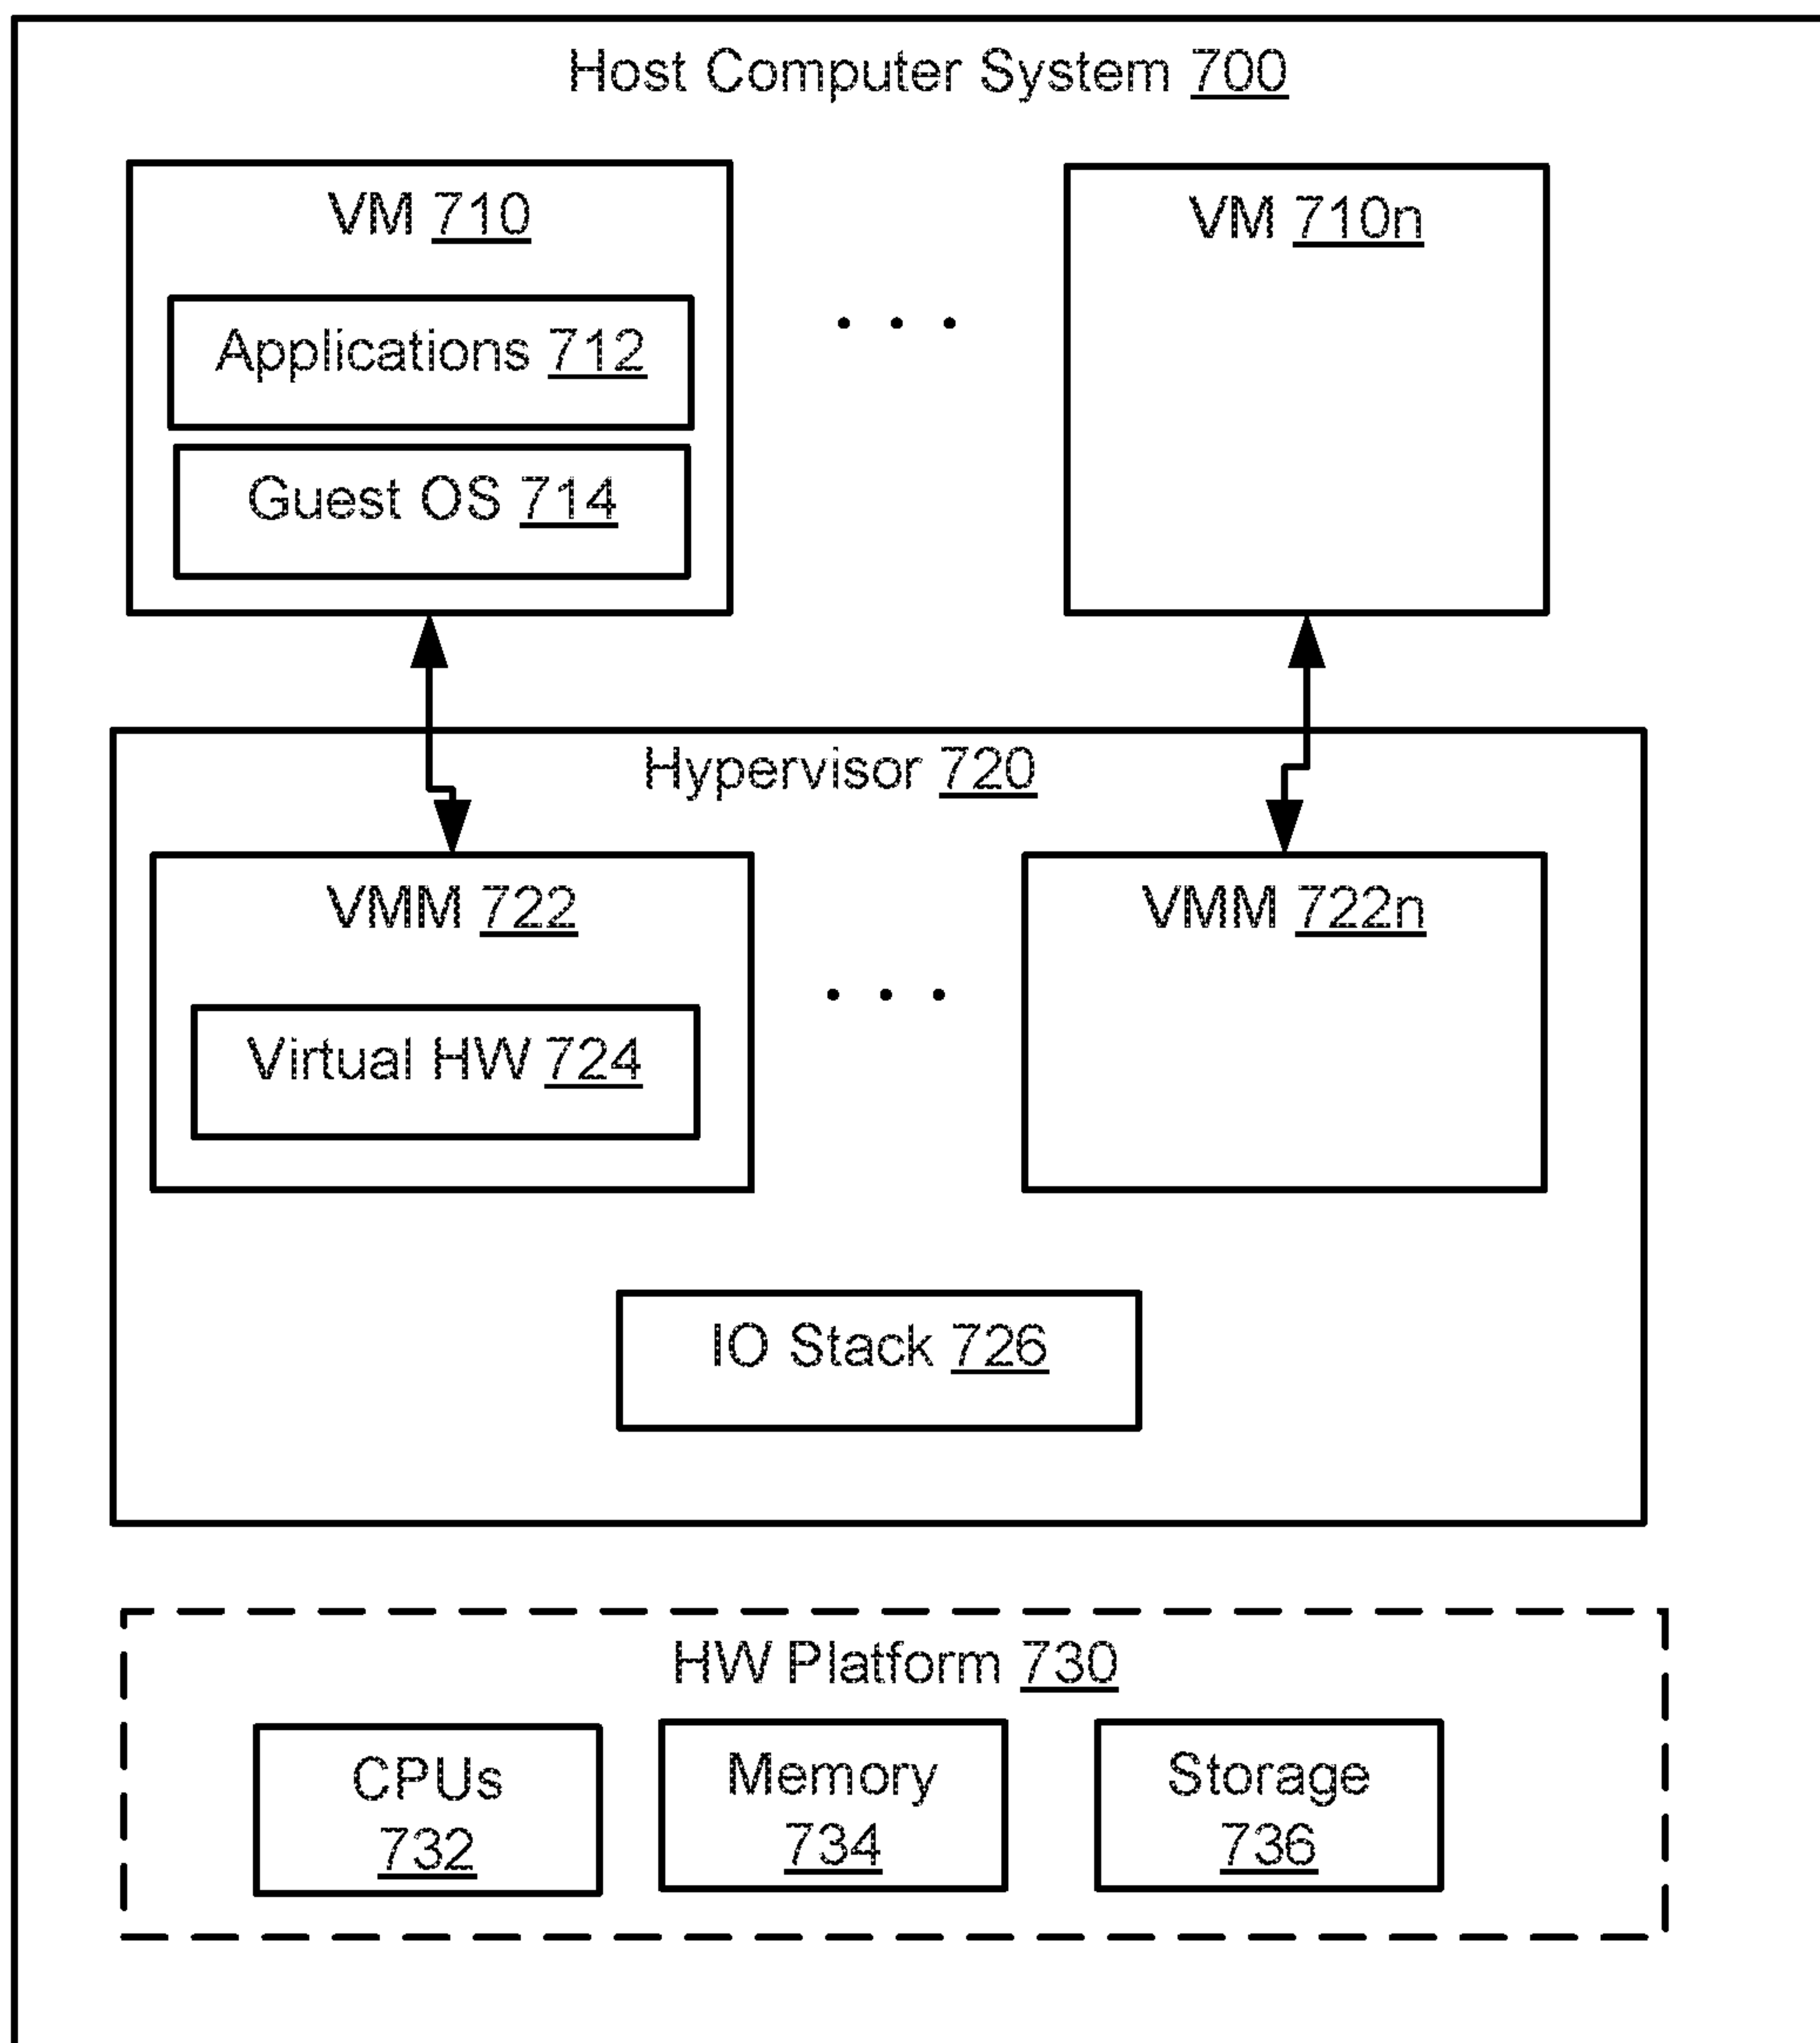 Host Computer System 700
VM 710
Applications 712
Guest OS 714
VM 710n
Hypervisor 720
VMM 722
Virtual HW 724
VMM 722n
IO Stack 726
HW Platform 730
CPUs
732
Memory
734
Storage
736